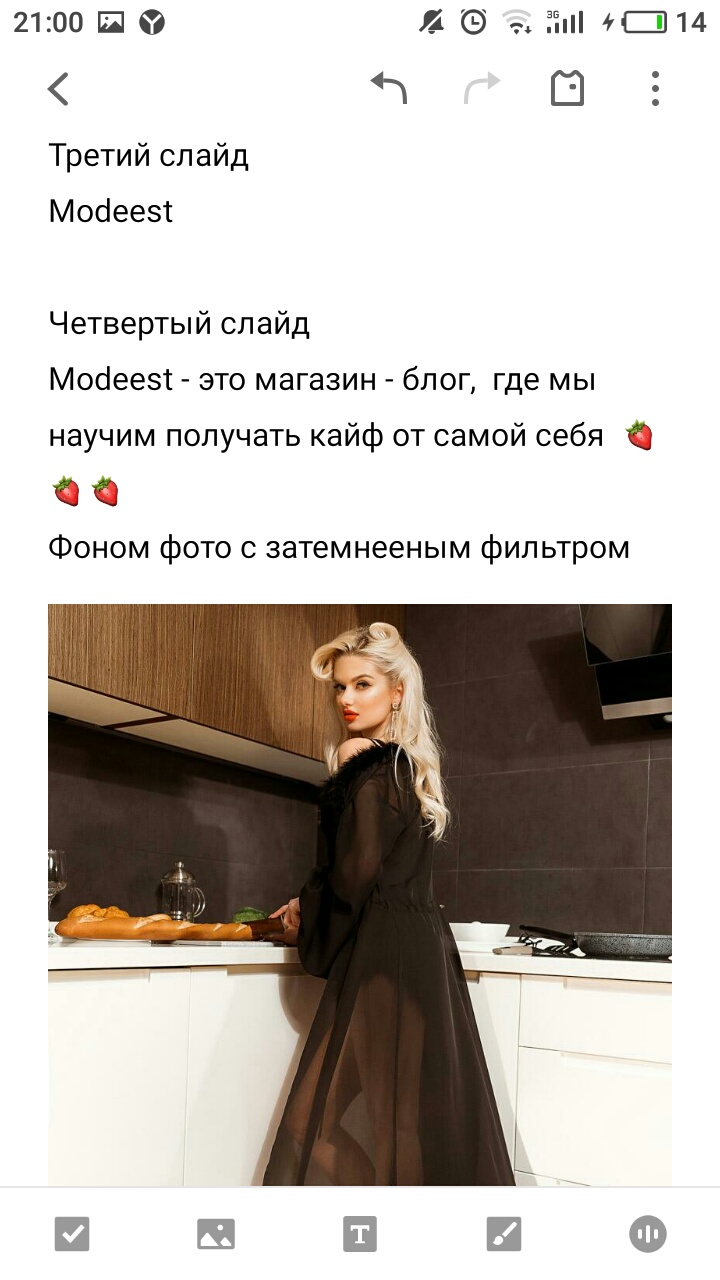 21:00
3G
14
Третий слайд
Modeest
Четвертый слайд
Modeest - это магазин - блог, где мы
научим получать кайф от самой себя 🍓
🍓🍓
Фоном фото с затемнееным фильтром
T